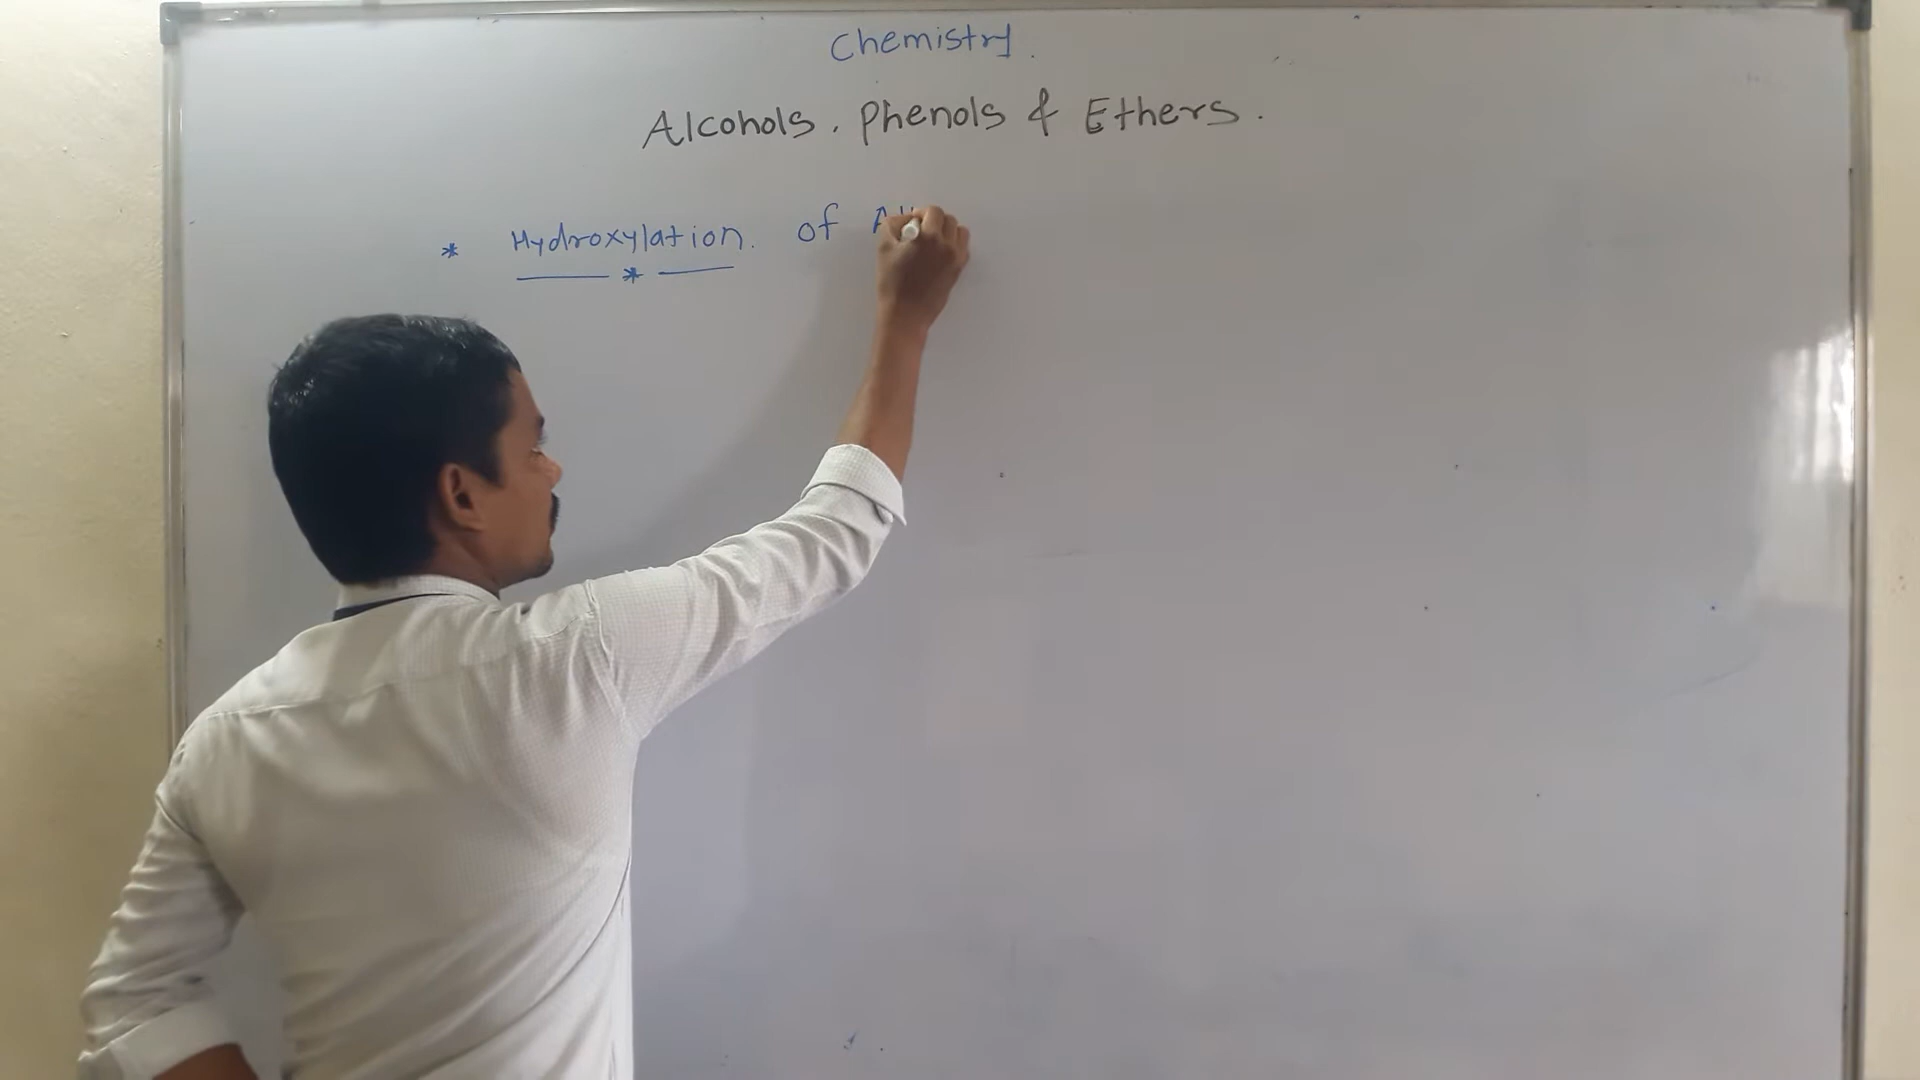 Chemistry.
Alcohols, Phenols & Ethers.
* Hydroxylation. of